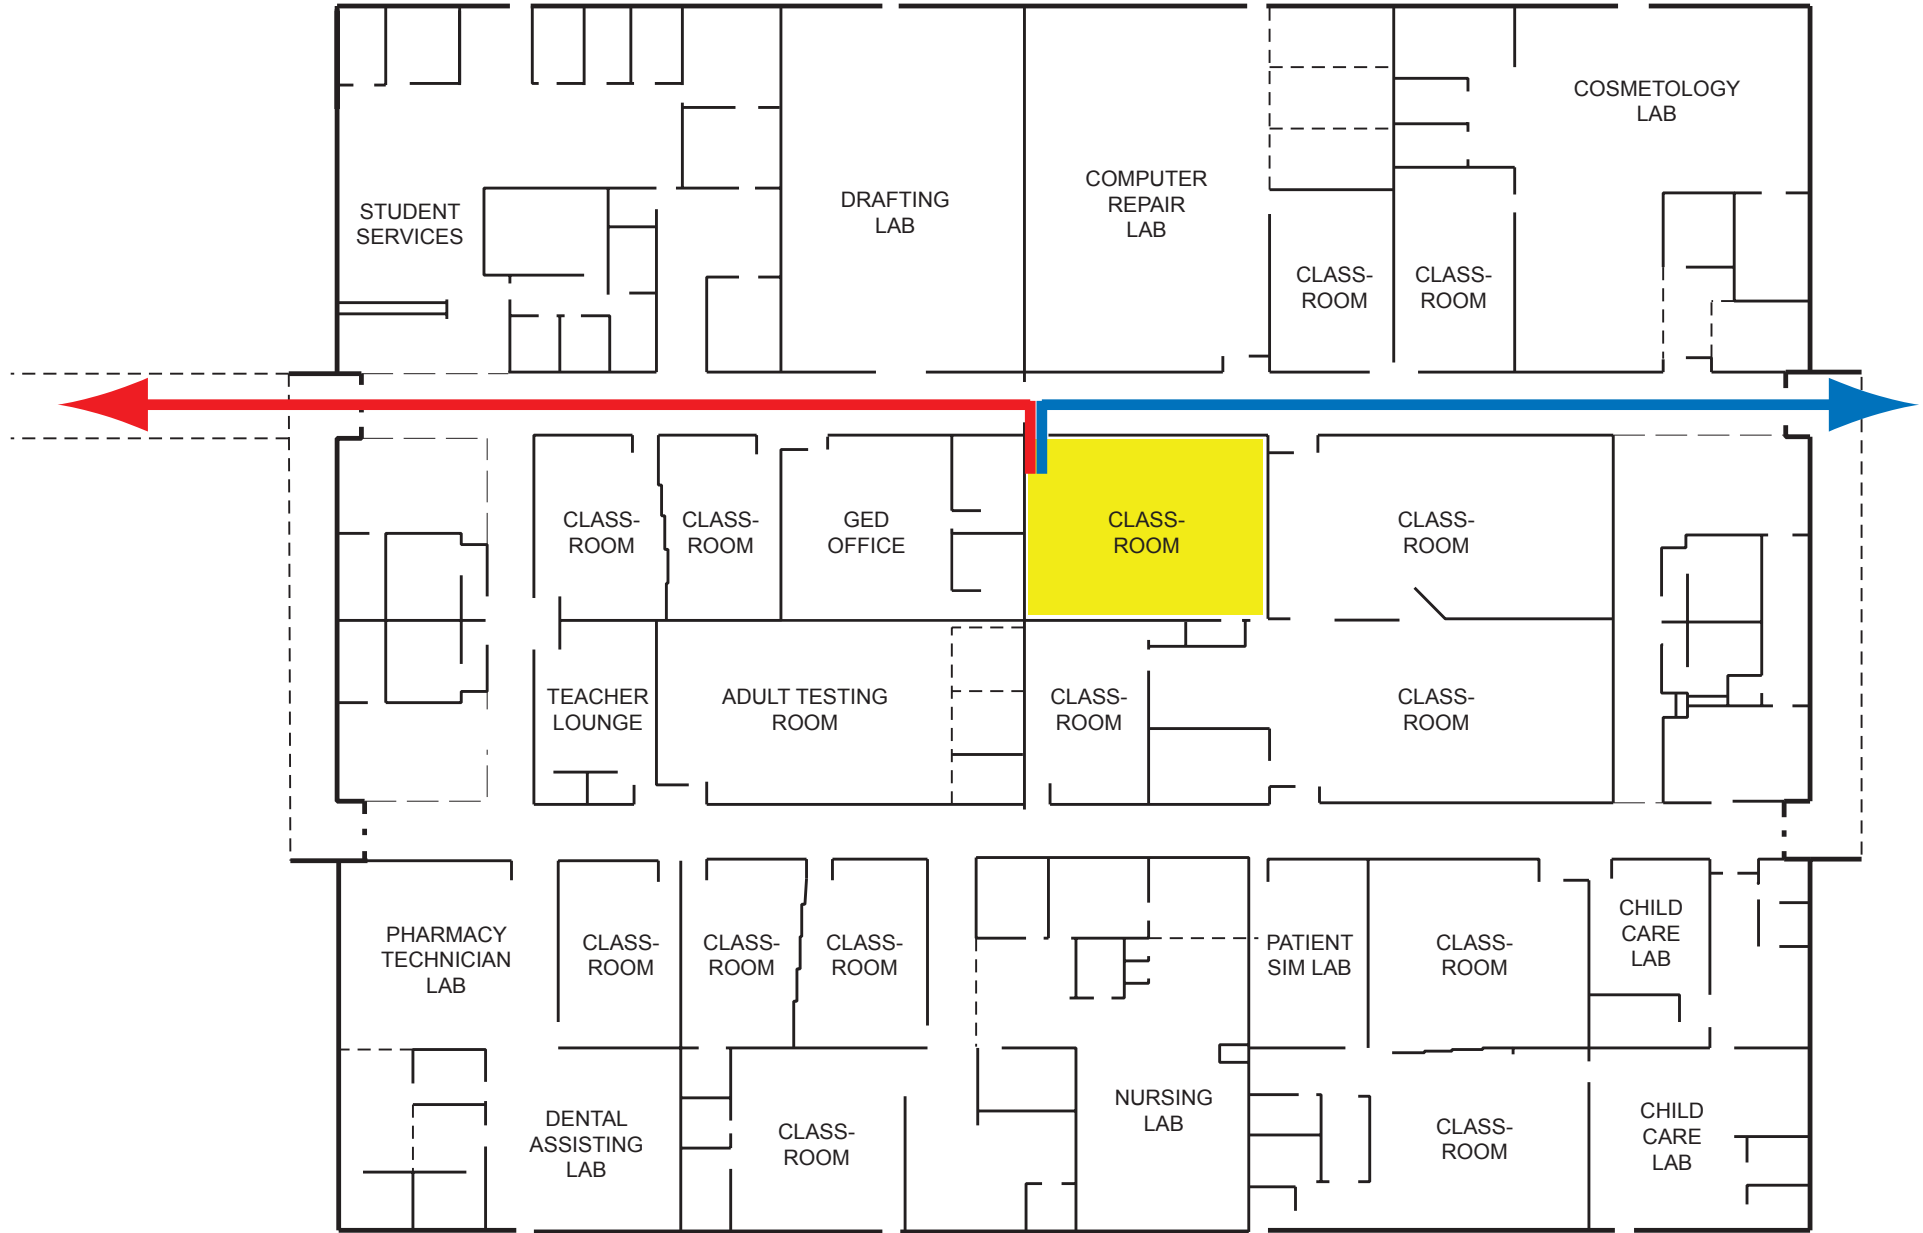 COSMETOLOGY
LAB
STUDENT
SERVICES
DRAFTING
LAB
COMPUTER
REPAIR
LAB
CLASS-
ROOM
CLASS-
ROOM
CLASS-
ROOM
CLASS-
ROOM
GED
OFFICE
CLASS-
ROOM
CLASS-
ROOM
TEACHER
LOUNGE
ADULT TESTING
ROOM
CLASS-
ROOM
CLASS-
ROOM
PHARMACY
TECHNICIAN
LAB
CLASS-
ROOM
CLASS-
ROOM
CLASS-
ROOM
PATIENT
SIM LAB
CLASS-
ROOM
CHILD
CARE
LAB
DENTAL
ASSISTING
LAB
CLASS-
ROOM
NURSING
LAB
CLASS-
ROOM
CHILD
CARE
LAB